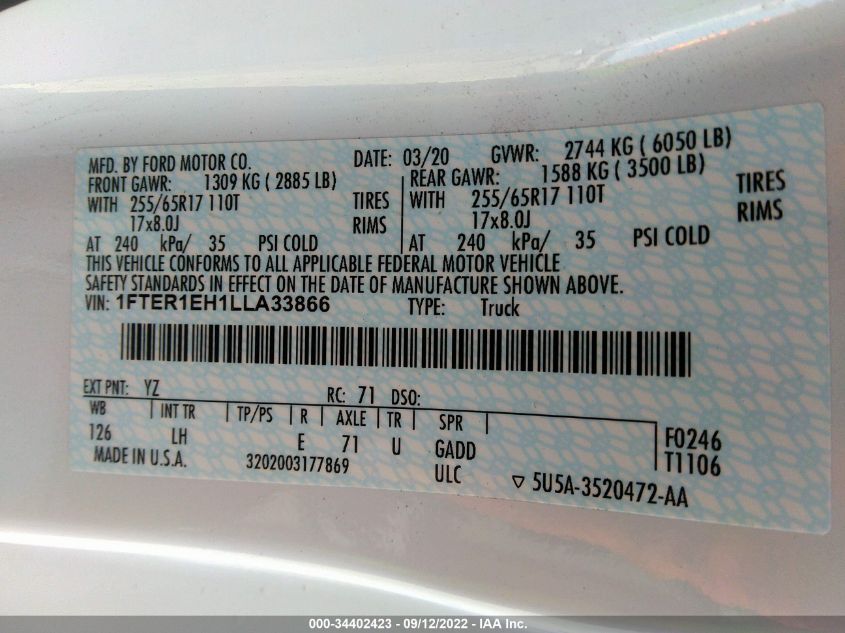 MFD. BY FORD MOTOR CO. DATE: 03/20 GVWR: 2744 KG ( 6050 LB)
FRONT GAWR: 1309 KG ( 2885 LB) REAR GAWR: 1588 KG ( 3500 LB)
WITH 255/65R17 110T TIRES WITH 255/65R17 110T TIRES
17x8.0J RIMS 17x8.0J RIMS
AT 240 kPa/ 35 PSI COLD AT 240 kPa/ 35 PSI COLD
THIS VEHICLE CONFORMS TO ALL APPLICABLE FEDERAL MOTOR VEHICLE
SAFETY STANDARDS IN EFFECT ON THE DATE OF MANUFACTURE SHOWN ABOVE.
VIN: 1FTER1EH1LLA33866 TYPE: Truck
EXT PNT: YZ RC: 71 DSO:
WB INT TR TP/PS R AXLE TR SPR
126 LH E 71 U GADD F0246
MADE IN U.S.A. 3202003177869 ULC T1106
▽ 5U5A-3520472-AA
000-34402423 - 09/12/2022 - IAA Inc.